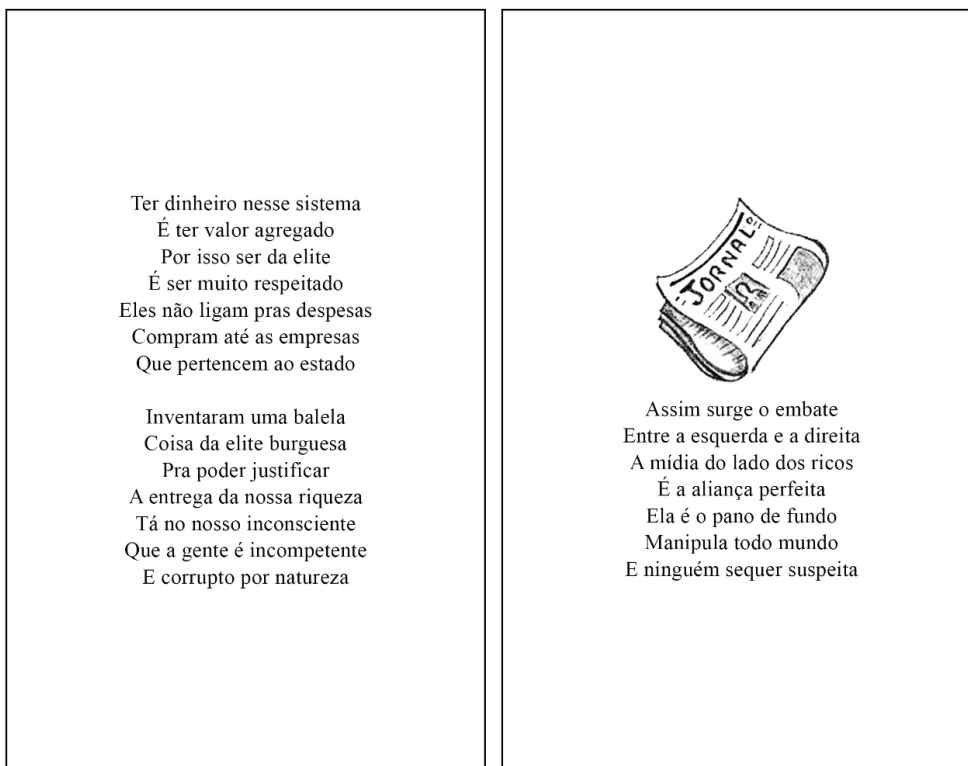 Ter dinheiro nesse sistema
É ter valor agregado
Por isso ser da elite
É ser muito respeitado
Eles não ligam pras despesas
Compram até as empresas
Que pertencem ao estado
Inventaram uma balela
Coisa da elite burguesa
Pra poder justificar
A entrega da nossa riqueza
Tá no nosso inconsciente
Que a gente é incompetente
E corrupto por natureza
JORNAL
Assim surge o embate
Entre a esquerda e a direita
A mídia do lado dos ricos
É a aliança perfeita
Ela é o pano de fundo
Manipula todo mundo
E ninguém sequer suspeita